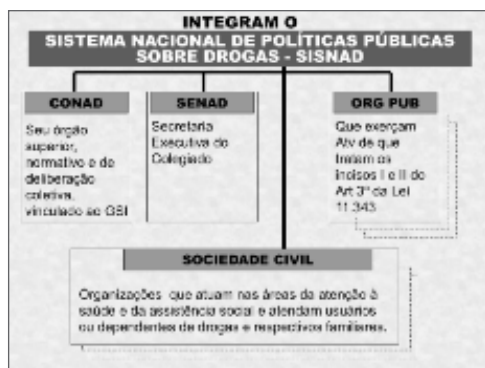 INTEGRAM O
SISTEMA NACIONAL DE POLÍTICAS PÚBLICAS
SOBRE DROGAS - SISNAD
CONAD
Seu órgão
superior,
normativo e de
deliberação
coletiva,
vinculado ao GSI
SENAD
Secretaria
Executiva do
Colegiado
ORG PUB
Que exerçam
Atv de que
tratam os
incisos I e II do
Art 3º da Lei
11.343
SOCIEDADE CIVIL
Organizações que atuam nas áreas da atenção à
saúde e da assistência social e atendam usuários
ou dependentes de drogas e respectivos familiares.